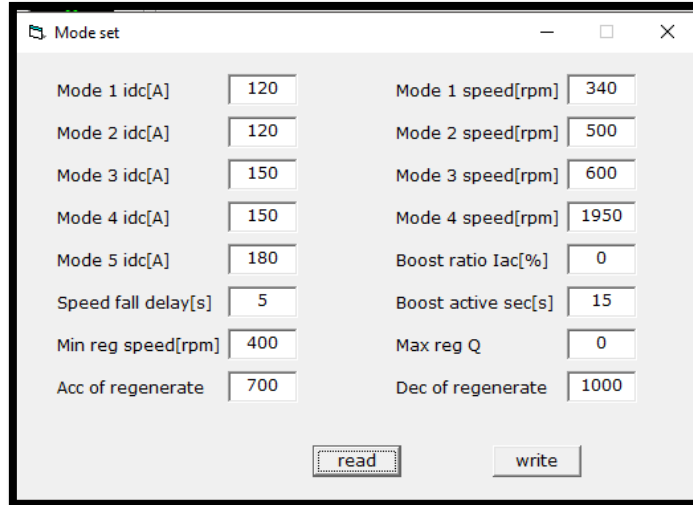 Mode set
Mode 1 idc[A] 120 Mode 1 speed[rpm] 340
Mode 2 idc[A] 120 Mode 2 speed[rpm] 500
Mode 3 idc[A] 150 Mode 3 speed[rpm] 600
Mode 4 idc[A] 150 Mode 4 speed[rpm] 1950
Mode 5 idc[A] 180 Boost ratio Iac[%] 0
Speed fall delay[s] 5 Boost active sec[s] 15
Min reg speed[rpm] 400 Max reg Q 0
Acc of regenerate 700 Dec of regenerate 1000
read write